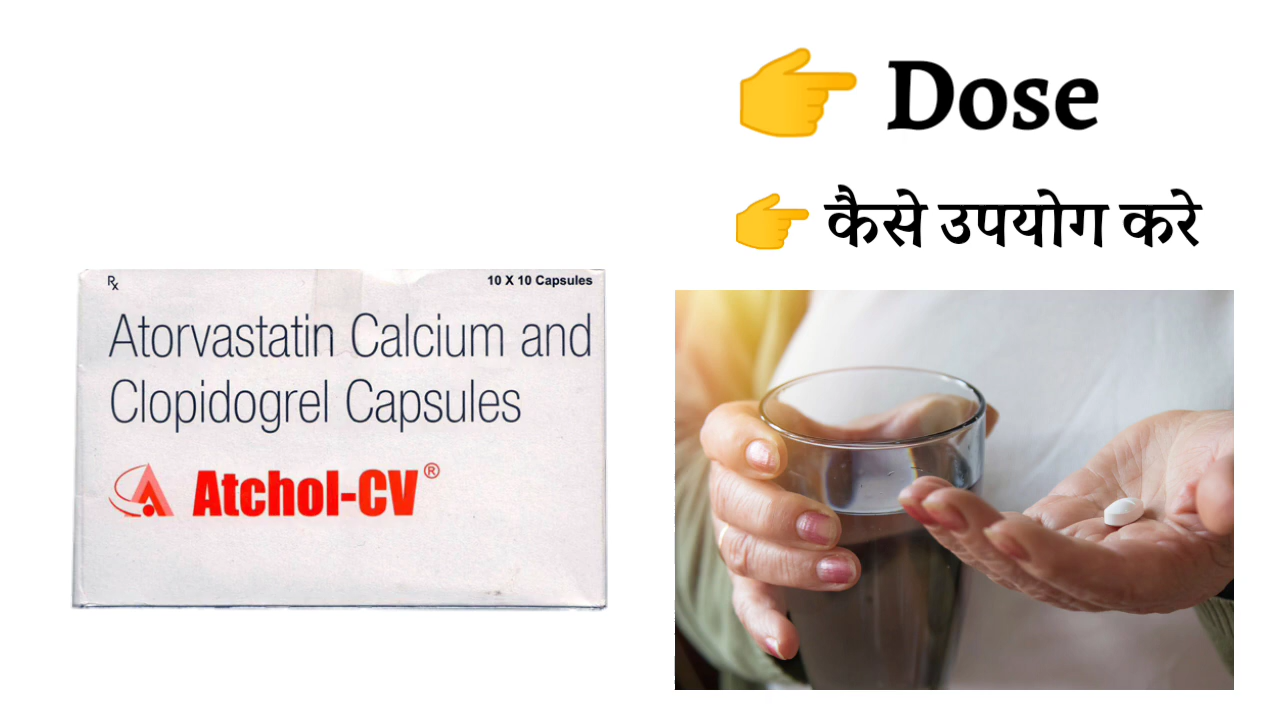 Dose
कैसे उपयोग करे
Rx
10 X 10 Capsules
Atorvastatin Calcium and
Clopidogrel Capsules
Atchol-CV®